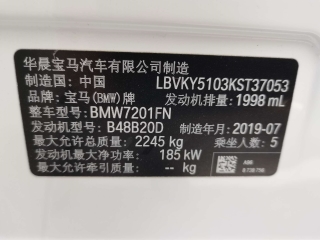 华晨宝马汽车有限公司制造
制造国：中国 LBVKY5103KST37053
品牌：宝马(BMW)牌 发动机排量：1998 mL
整车型号：BMW7201FN
发动机型号：B48B20D 制造年月：2019-07
最大允许总质量：2245 kg 乘坐人数：5
发动机最大净功率：185 kW
最大允许牵引质量：-- kg